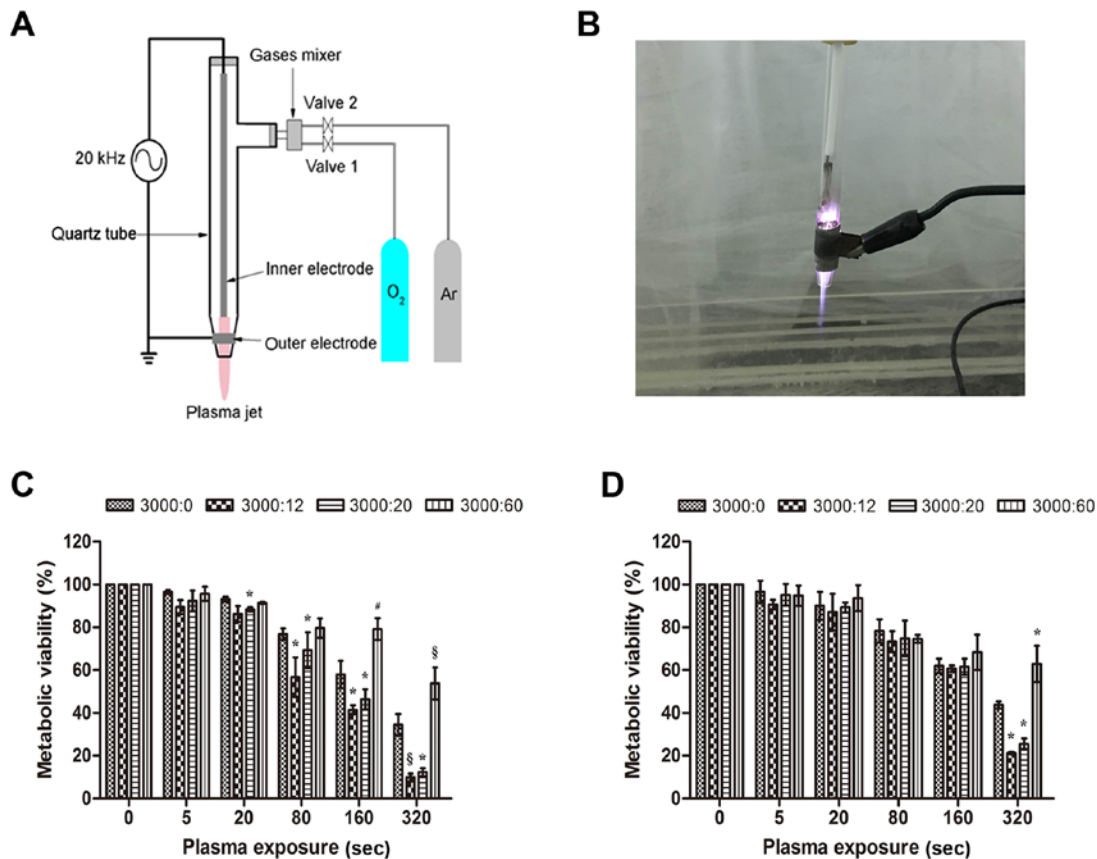 A
B
Gases mixer
Valve 2
20 kHz
Valve 1
Quartz tube
Inner electrode
O2
Ar
Outer electrode
Plasma jet
C
D
3000:0 3000:12 3000:20 3000:60
3000:0 3000:12 3000:20 3000:60
Metabolic viability (%)
120
100
80
60
40
20
0
* * * # § * * § *
0 5 20 80 160 320
Plasma exposure (sec)
Metabolic viability (%)
120
100
80
60
40
20
0
* * *
0 5 20 80 160 320
Plasma exposure (sec)